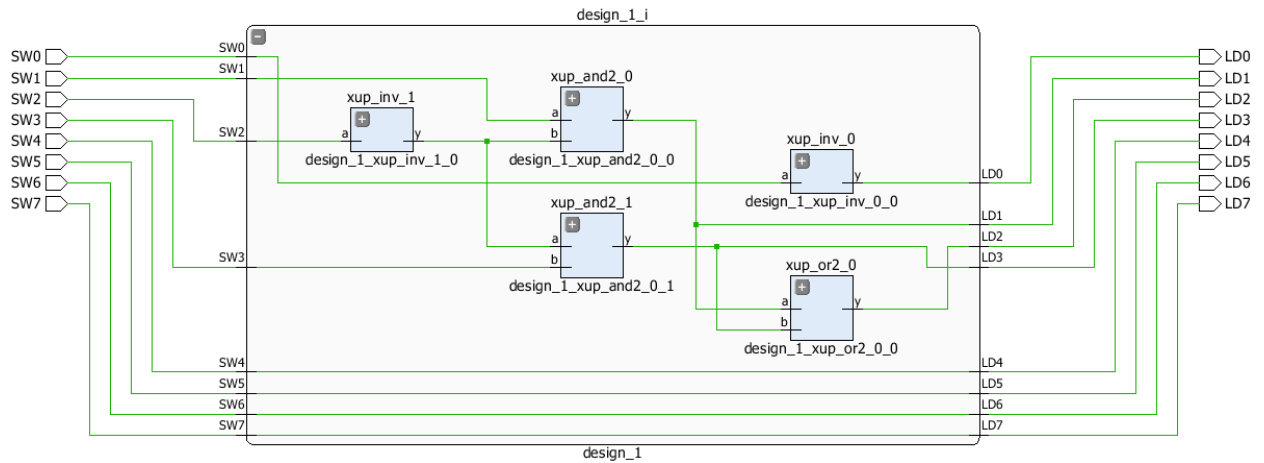 design_1_i
SW0
SW1
SW2
SW3
SW4
SW5
SW6
SW7
SW0
SW1
SW2
SW3
SW4
SW5
SW6
SW7
xup_inv_1
a
y
design_1_xup_inv_1_0
xup_and2_0
a
b
y
design_1_xup_and2_0_0
xup_and2_1
a
b
y
design_1_xup_and2_0_1
xup_inv_0
a
y
design_1_xup_inv_0_0
xup_or2_0
a
b
y
design_1_xup_or2_0_0
LD0
LD1
LD2
LD3
LD4
LD5
LD6
LD7
LD0
LD1
LD2
LD3
LD4
LD5
LD6
LD7
design_1